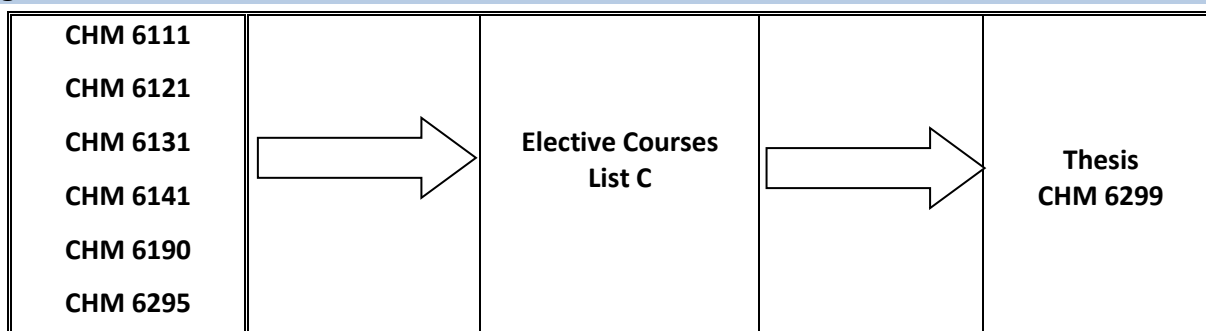 CHM 6111
CHM 6121
CHM 6131
CHM 6141
CHM 6190
CHM 6295
Elective Courses
List C
Thesis
CHM 6299